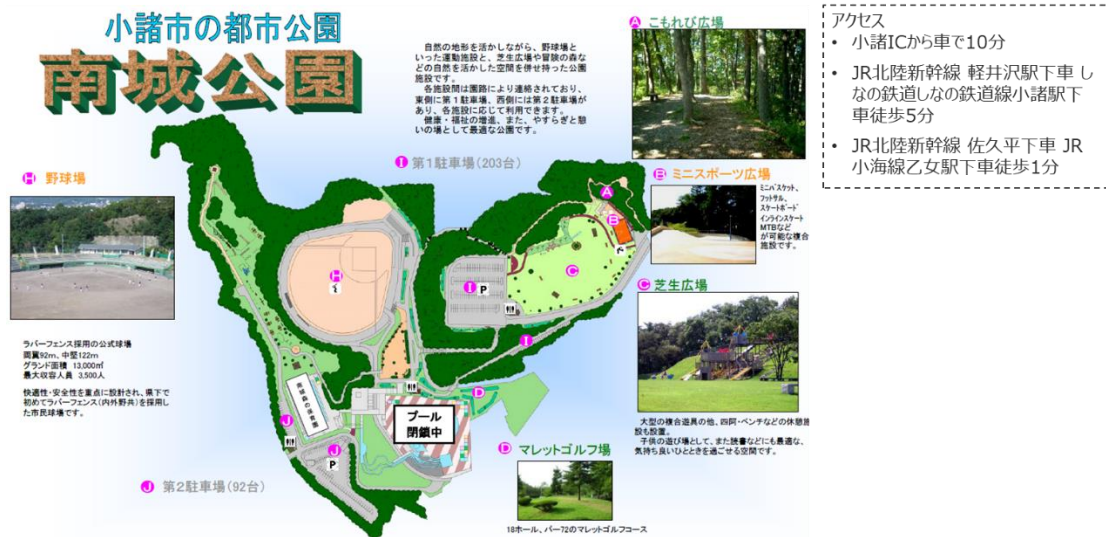 小諸市の都市公園
南城公園
自然の地形を活かしながら、野球場と
いった運動施設と、芝生広場や冒険の森な
どの自然を活かした空間を併せ持った公園
施設です。
各施設間は園路により連絡されており、
東側に第1駐車場、西側には第2駐車場が
あり、各施設に応じて利用できます。
健康・福祉の増進、また、やすらぎと憩
いの場として最適な公園です。
A こもれび広場
アクセス
• 小諸ICから車で10分
• JR北陸新幹線 軽井沢駅下車 し
なの鉄道しなの鉄道線小諸駅下
車徒歩5分
• JR北陸新幹線 佐久平下車 JR
小海線乙女駅下車徒歩1分
I 第1駐車場(203台)
H 野球場
B ミニスポーツ広場
ミニバスケット、
フットサル、
スケートボード
インラインスケート
MTBなど
が可能な複合
施設です。
A
B
C
H
I P
I
C 芝生広場
ラバーフェンス採用の公式球場
両翼92m、中堅122m
グランド面積 13,000㎡
最大収容人員 3,500人
快適性・安全性を重点に設計され、県下で
初めてラバーフェンス(内外野共)を採用し
た市民球場です。
大型の複合遊具の他、四阿・ベンチなどの休憩施
設も設置。
子供の遊び場として、また読書などにも最適な、
気持ち良いひとときを過ごせる空間です。
南城森の保育園
プール
閉鎖中
D
J
J
P
D マレットゴルフ場
J 第2駐車場(92台)
18ホール、パー72のマレットゴルフコース